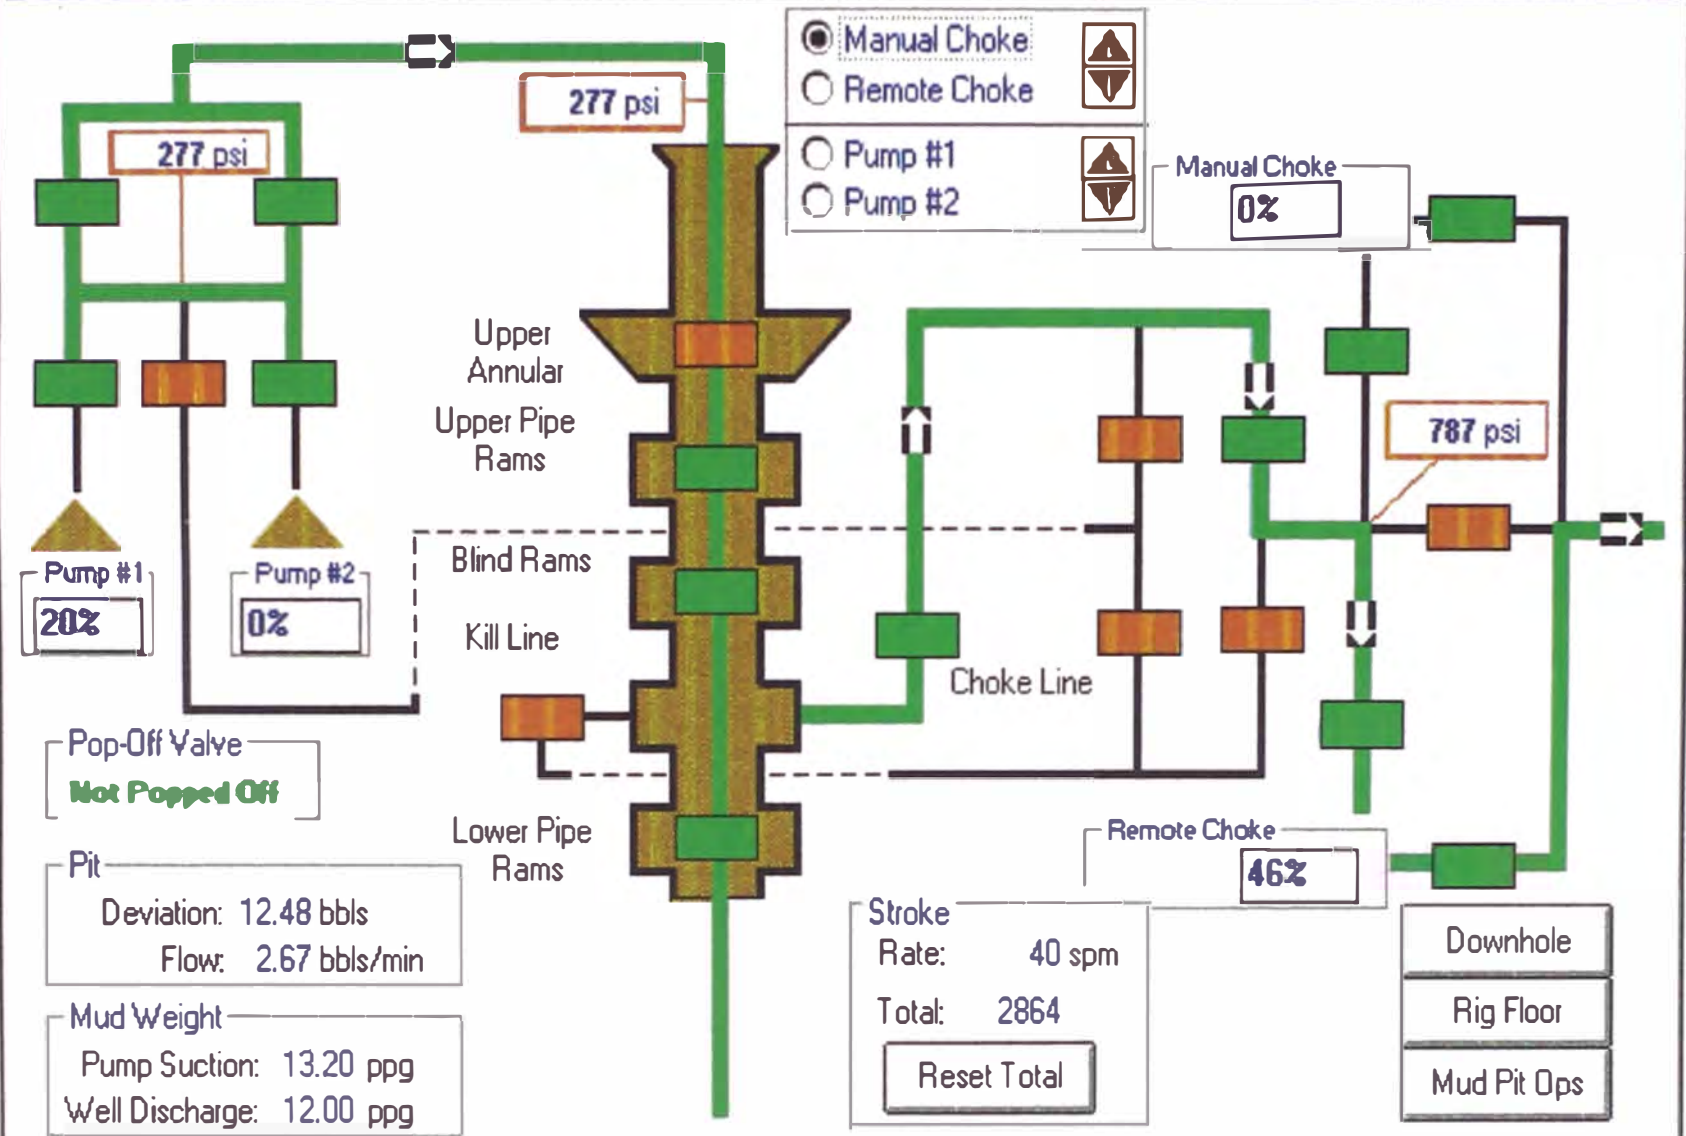 Manual Choke
Remote Choke
Pump #1
Pump #2
277 psi
277 psi
Manual Choke
0%
Upper
Annular
Upper Pipe
Rams
787 psi
Blind Rams
Pump #1
20%
Pump #2
0%
Kill Line
Choke Line
Pop-Off Valve
Not Popped Off
Lower Pipe
Rams
Remote Choke
46%
Pit
Deviation: 12.48 bbls
Flow: 2.67 bbls/min
Stroke
Rate: 40 spm
Total: 2864
Reset Total
Downhole
Rig Floor
Mud Pit Ops
Mud Weight
Pump Suction: 13.20 ppg
Well Discharge: 12.00 ppg